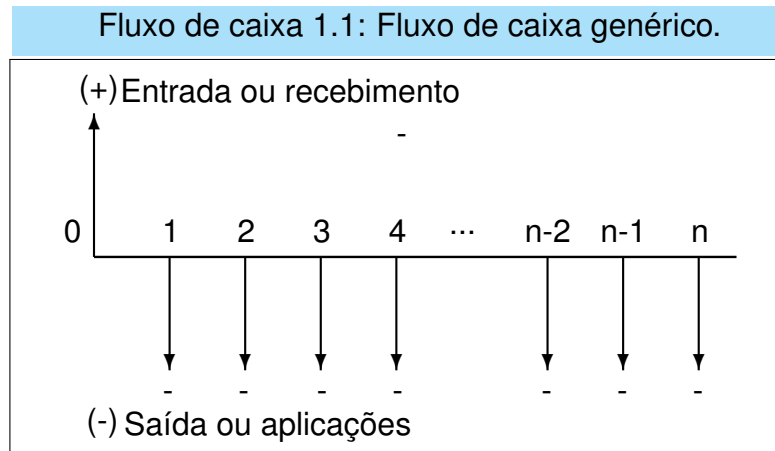 Fluxo de caixa 1.1: Fluxo de caixa genérico.
(+) Entrada ou recebimento
-
0 1 2 3 4 ... n-2 n-1 n
- - - - - - -
(-) Saída ou aplicações